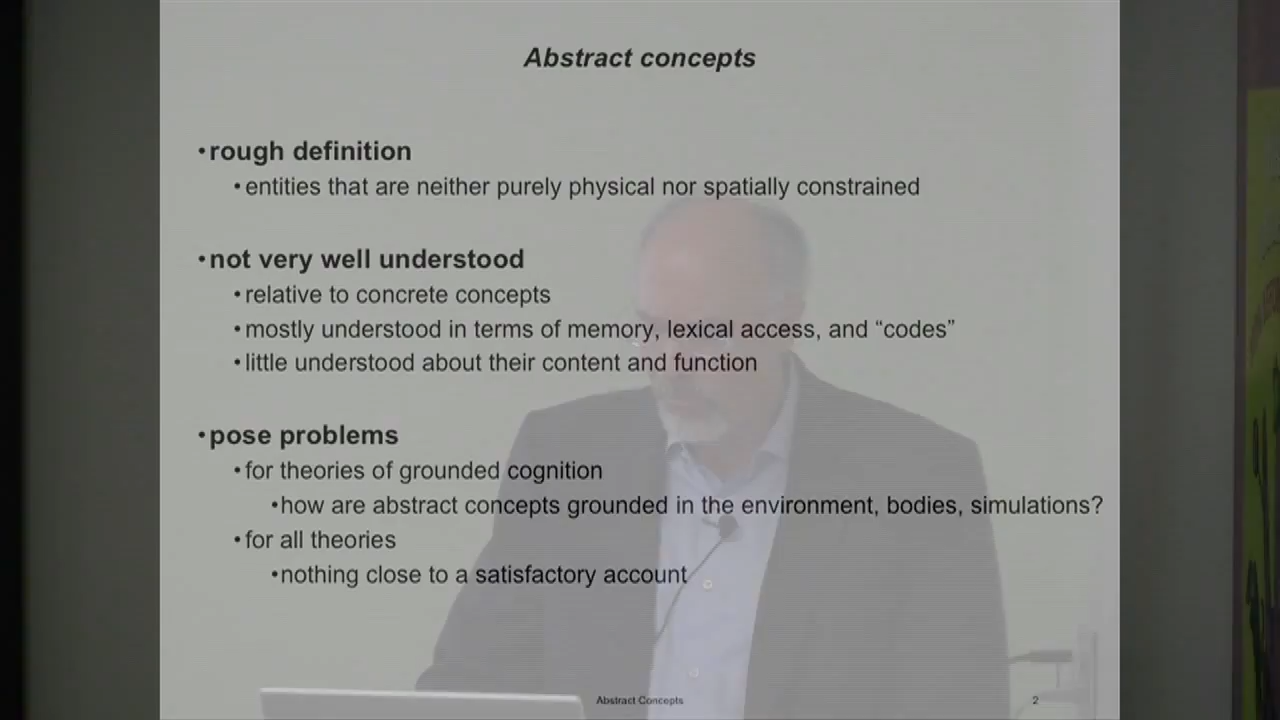 Abstract concepts
•rough definition
•entities that are neither purely physical nor spatially constrained
•not very well understood
•relative to concrete concepts
•mostly understood in terms of memory, lexical access, and “codes”
•little understood about their content and function
•pose problems
•for theories of grounded cognition
•how are abstract concepts grounded in the environment, bodies, simulations?
•for all theories
•nothing close to a satisfactory account
Abstract Concepts
2